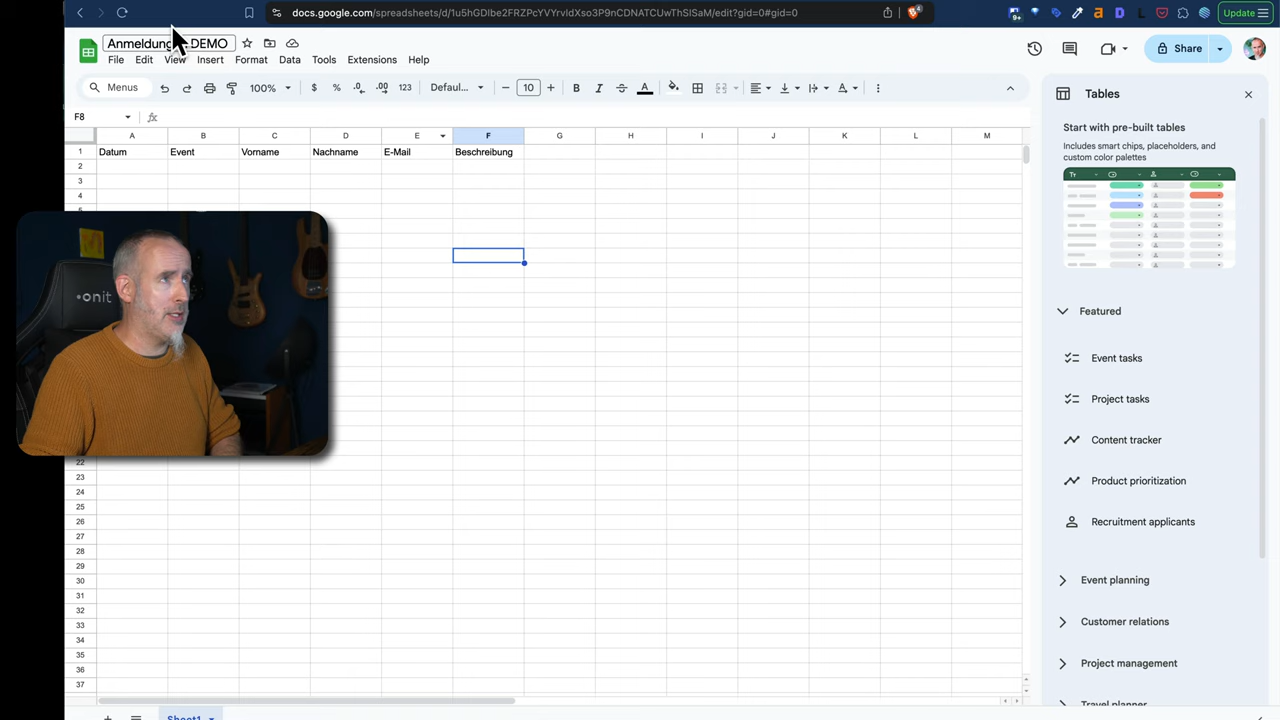 docs.google.com/spreadsheets/d/1u5hGDIbe2FRZPcYVYrvIdXso3P9nCDNATCUwThSISaM/edit?gid=0#gid=0
Update
DEMO
File Edit View Insert Format Data Tools Extensions Help
Share
Menus
100%
$ % .0 .00 123
Defaul...
10
B I
F8
fx
A B C D E F G H I J K L M
1 Datum Event Vorname Nachname E-Mail Beschreibung
2
3
4
22
23
24
25
26
27
28
29
30
31
32
33
34
35
36
37
onit
Sheet1
Tables
Start with pre-built tables
Includes smart chips, placeholders, and
custom color palettes
Featured
Event tasks
Project tasks
Content tracker
Product prioritization
Recruitment applicants
Event planning
Customer relations
Project management
Travel planner